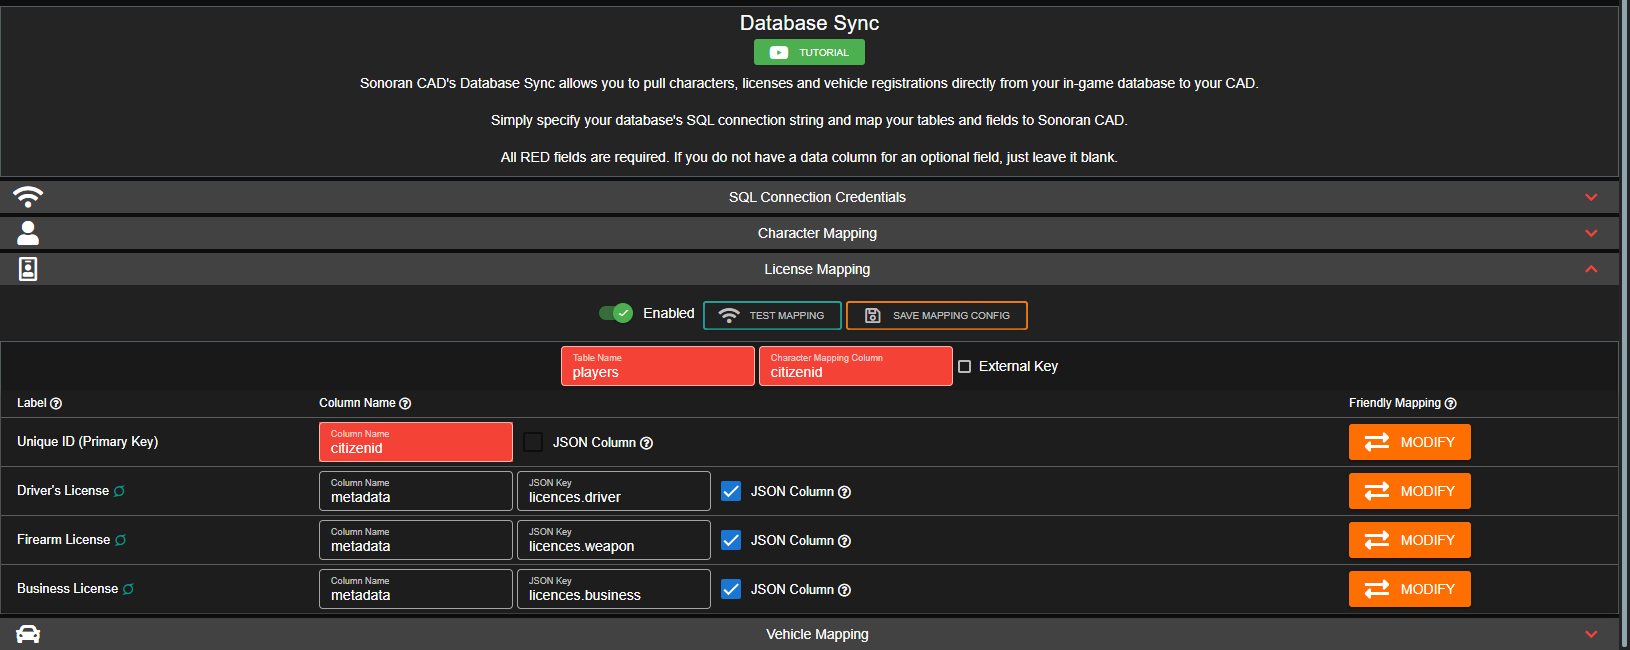 Database Sync
TUTORIAL
Sonoran CAD's Database Sync allows you to pull characters, licenses and vehicle registrations directly from your in-game database to your CAD.
Simply specify your database's SQL connection string and map your tables and fields to Sonoran CAD.
All RED fields are required. If you do not have a data column for an optional field, just leave it blank.
SQL Connection Credentials
Character Mapping
License Mapping
Enabled TEST MAPPING SAVE MAPPING CONFIG
Table Name Character Mapping Column
players citizenid External Key
Label Column Name Friendly Mapping
Column Name
Unique ID (Primary Key) citizenid JSON Column MODIFY
Column Name JSON Key
Driver's License metadata licences.driver JSON Column MODIFY
Column Name JSON Key
Firearm License metadata licences.weapon JSON Column MODIFY
Column Name JSON Key
Business License metadata licences.business JSON Column MODIFY
Vehicle Mapping